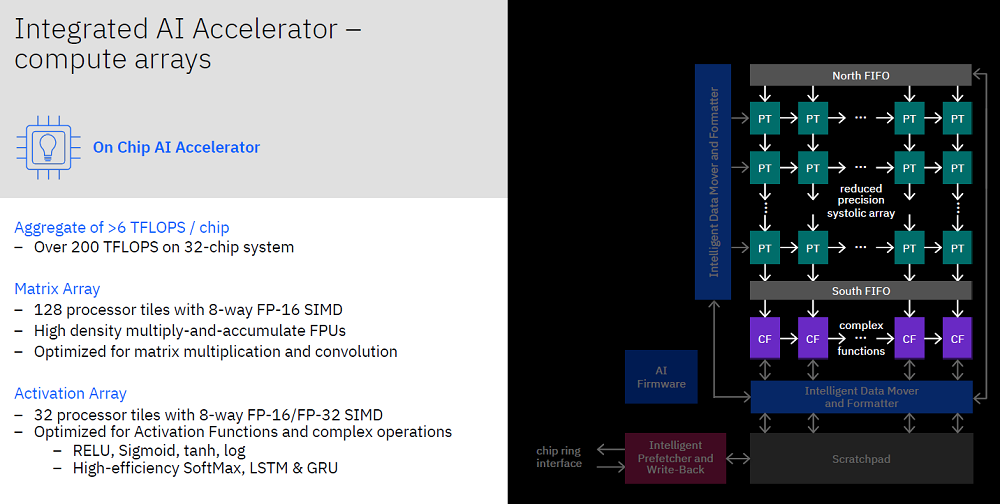 Integrated AI Accelerator –
compute arrays
On Chip AI Accelerator
Aggregate of >6 TFLOPS / chip
– Over 200 TFLOPS on 32-chip system
Matrix Array
– 128 processor tiles with 8-way FP-16 SIMD
– High density multiply-and-accumulate FPUs
– Optimized for matrix multiplication and convolution
Activation Array
– 32 processor tiles with 8-way FP-16/FP-32 SIMD
– Optimized for Activation Functions and complex operations
– RELU, Sigmoid, tanh, log
– High-efficiency SoftMax, LSTM & GRU
North FIFO
Intelligent Data Mover and Formatter
PT PT ... PT PT
PT PT ... PT PT
reduced
precision
systolic array
PT PT ... PT PT
South FIFO
CF CF ... CF CF
complex
functions
AI
Firmware
Intelligent Data Mover
and Formatter
chip ring
interface
Intelligent
Prefetcher and
Write-Back
Scratchpad